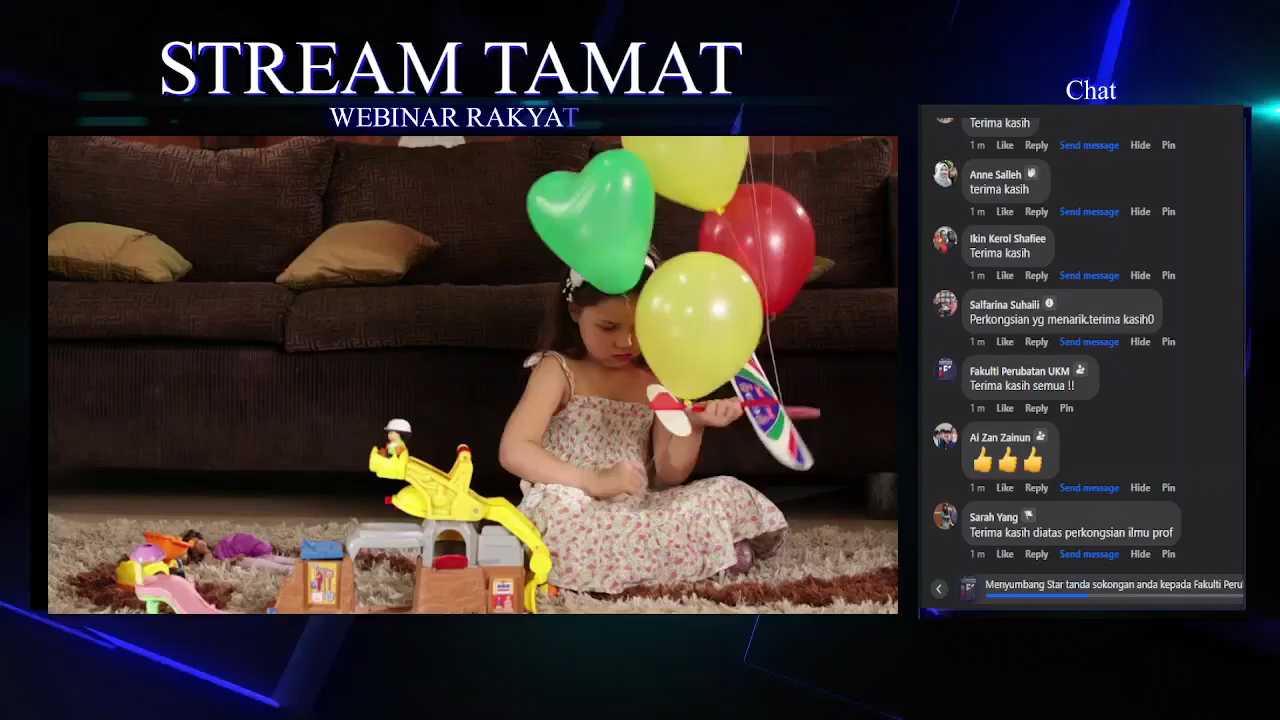 STREAM TAMAT
WEBINAR RAKYAT
Chat
Terima kasih
1 m Like Reply Send message Hide Pin
Anne Salleh
terima kasih
1 m Like Reply Send message Hide Pin
Ikin Kerol Shafiee
Terima kasih
1 m Like Reply Send message Hide Pin
Salfarina Suhaili
Perkongsian yg menarik.terima kasih0
1 m Like Reply Send message Hide Pin
Fakulti Perubatan UKM
Terima kasih semua !!
1 m Like Reply Pin
Ai Zan Zainun
👍👍👍
1 m Like Reply Send message Hide Pin
Sarah Yang
Terima kasih diatas perkongsian ilmu prof
1 m Like Reply Send message Hide Pin
Menyumbang Star tanda sokongan anda kepada Fakulti Peru